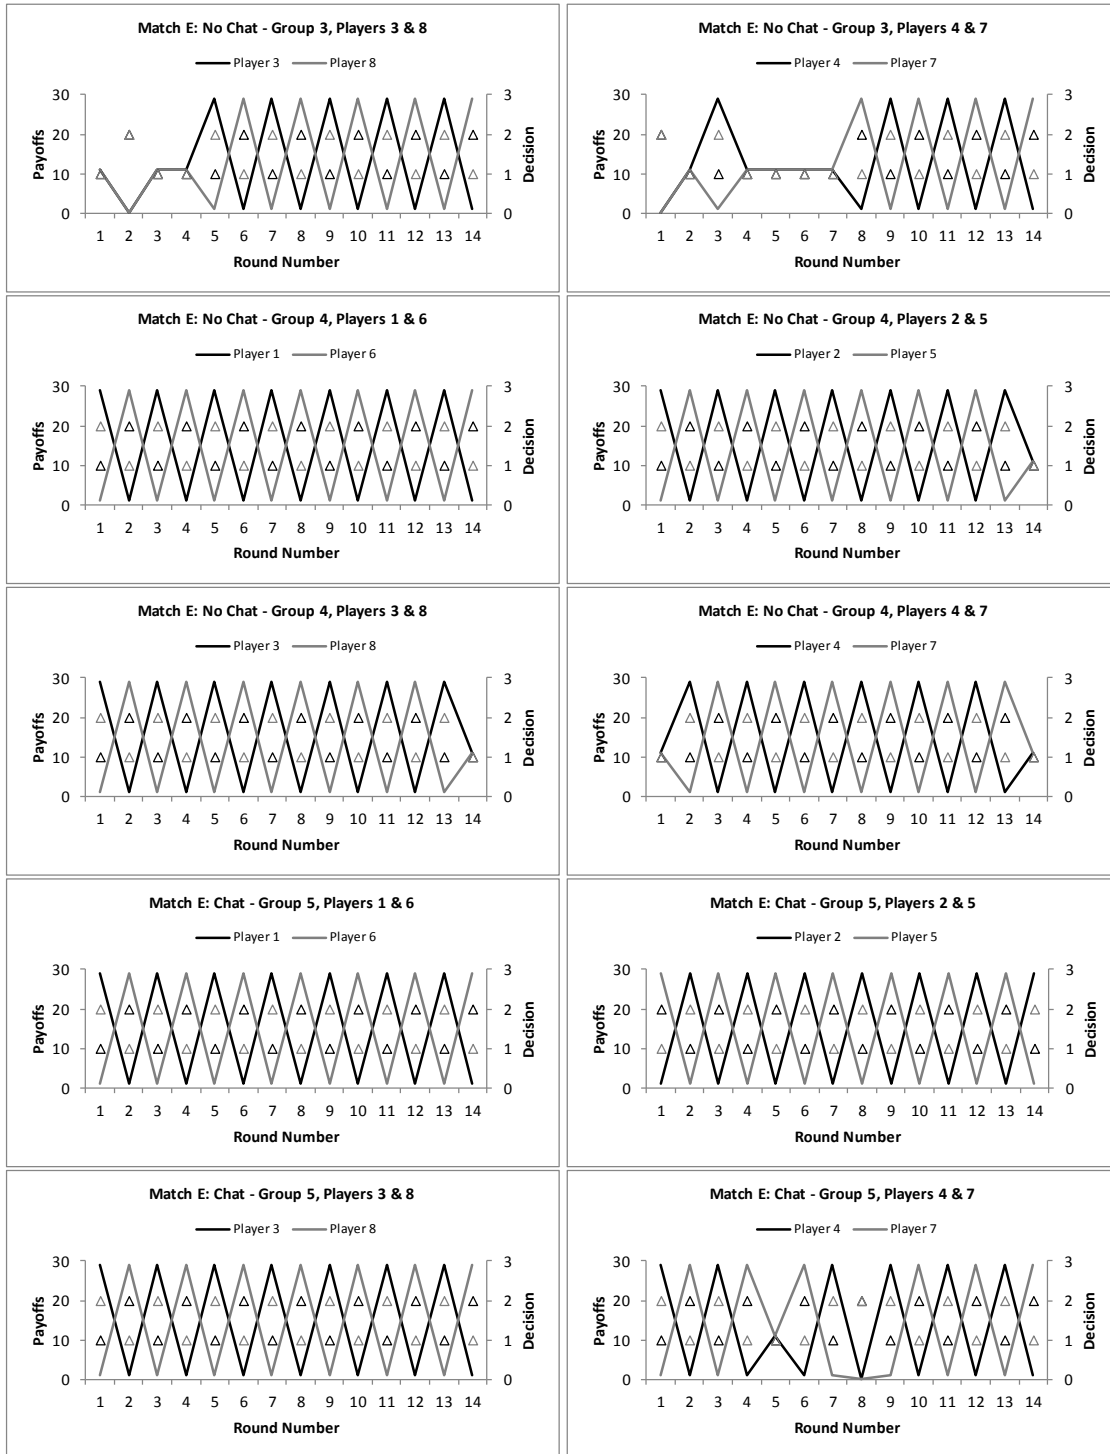 Match E: No Chat - Group 3, Players 3 & 8
Player 3 Player 8
30 3
20 2
10 1
0 0
Payoffs
Decision
1 2 3 4 5 6 7 8 9 10 11 12 13 14
Round Number
Match E: No Chat - Group 3, Players 4 & 7
Player 4 Player 7
30 3
20 2
10 1
0 0
Payoffs
Decision
1 2 3 4 5 6 7 8 9 10 11 12 13 14
Round Number
Match E: No Chat - Group 4, Players 1 & 6
Player 1 Player 6
30 3
20 2
10 1
0 0
Payoffs
Decision
1 2 3 4 5 6 7 8 9 10 11 12 13 14
Round Number
Match E: No Chat - Group 4, Players 2 & 5
Player 2 Player 5
30 3
20 2
10 1
0 0
Payoffs
Decision
1 2 3 4 5 6 7 8 9 10 11 12 13 14
Round Number
Match E: No Chat - Group 4, Players 3 & 8
Player 3 Player 8
30 3
20 2
10 1
0 0
Payoffs
Decision
1 2 3 4 5 6 7 8 9 10 11 12 13 14
Round Number
Match E: No Chat - Group 4, Players 4 & 7
Player 4 Player 7
30 3
20 2
10 1
0 0
Payoffs
Decision
1 2 3 4 5 6 7 8 9 10 11 12 13 14
Round Number
Match E: Chat - Group 5, Players 1 & 6
Player 1 Player 6
30 3
20 2
10 1
0 0
Payoffs
Decision
1 2 3 4 5 6 7 8 9 10 11 12 13 14
Round Number
Match E: Chat - Group 5, Players 2 & 5
Player 2 Player 5
30 3
20 2
10 1
0 0
Payoffs
Decision
1 2 3 4 5 6 7 8 9 10 11 12 13 14
Round Number
Match E: Chat - Group 5, Players 3 & 8
Player 3 Player 8
30 3
20 2
10 1
0 0
Payoffs
Decision
1 2 3 4 5 6 7 8 9 10 11 12 13 14
Round Number
Match E: Chat - Group 5, Players 4 & 7
Player 4 Player 7
30 3
20 2
10 1
0 0
Payoffs
Decision
1 2 3 4 5 6 7 8 9 10 11 12 13 14
Round Number